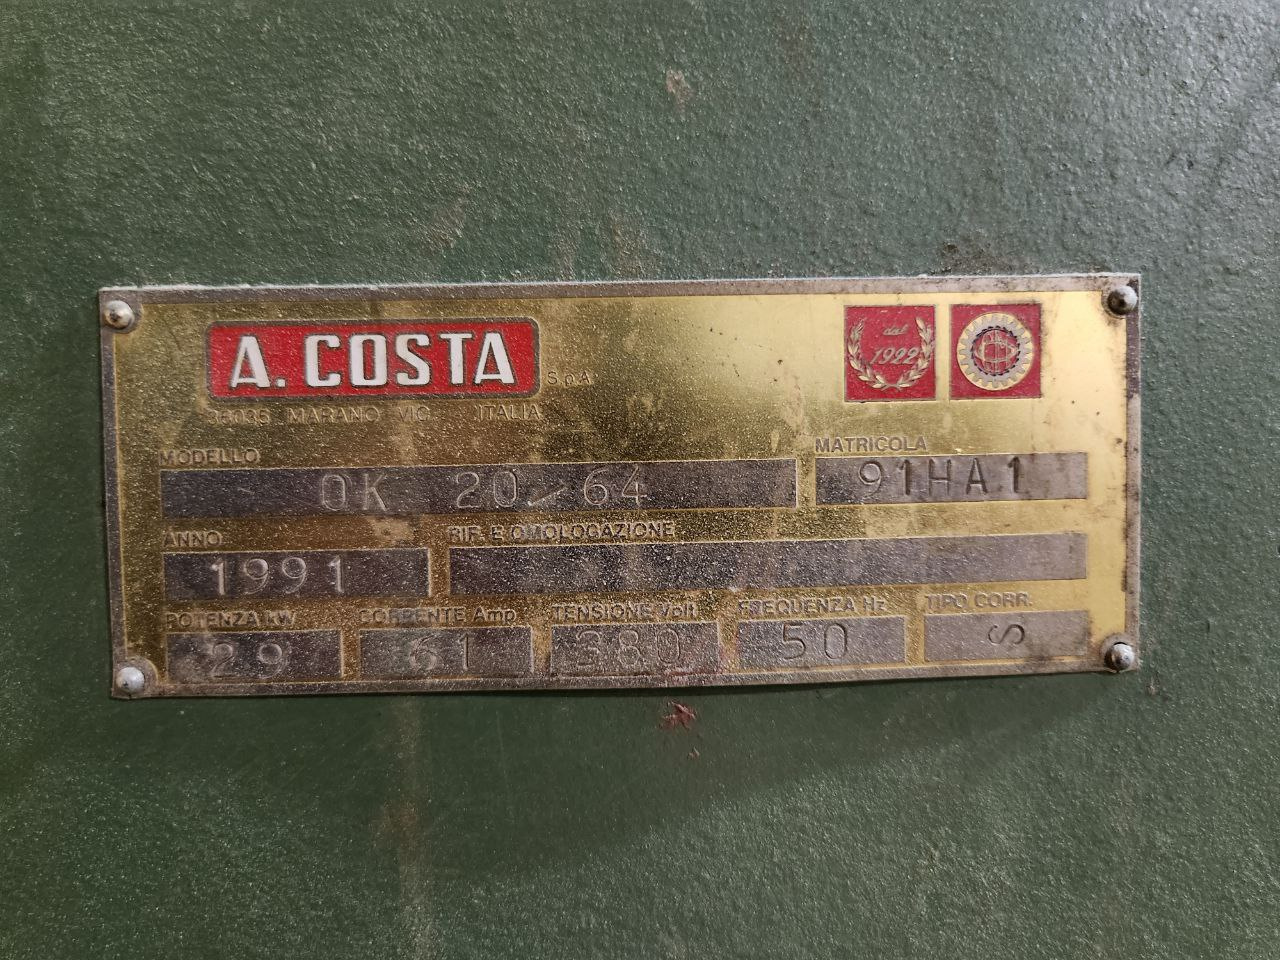 A. COSTA S.p.A.
dal 1922
36035 MARANO VIC. ITALIA
MODELLO MATRICOLA
OK 20/64 91HA1
ANNO RIF. E OMOLOGAZIONE
1991
POTENZA kW CORRENTE Amp TENSIONE Volt FREQUENZA Hz TIPO CORR.
29 61 380 50 S